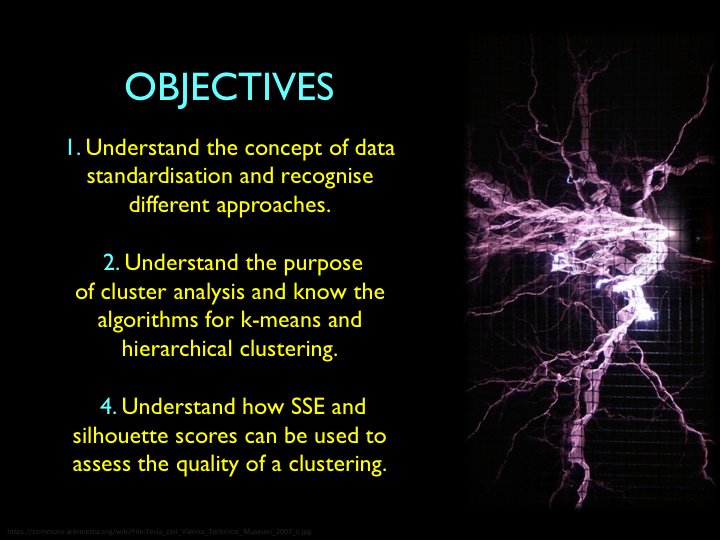 OBJECTIVES
1. Understand the concept of data
standardisation and recognise
different approaches.
2. Understand the purpose
of cluster analysis and know the
algorithms for k-means and
hierarchical clustering.
4. Understand how SSE and
silhouette scores can be used to
assess the quality of a clustering.
https://commons.wikimedia.org/wiki/File:Tesla_coil_Vienna_Technical_Museum_2007_c.jpg